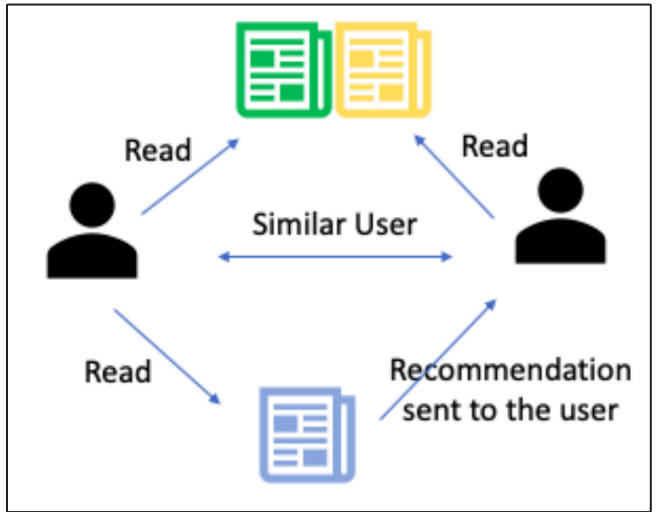 Read
Read
Similar User
Read
Recommendation
sent to the user